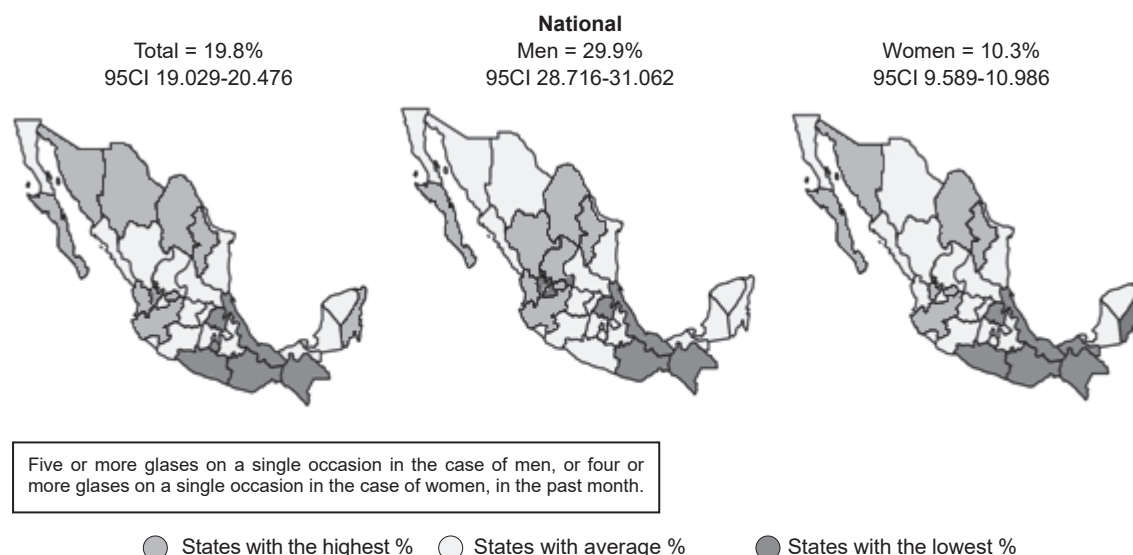 National
Total = 19.8%
Men = 29.9%
Women = 10.3%
95CI 19.029-20.476
95CI 28.716-31.062
95CI 9.589-10.986
Five or more glases on a single occasion in the case of men, or four or
more glases on a single occasion in the case of women, in the past month.
States with the highest %
States with average %
States with the lowest %